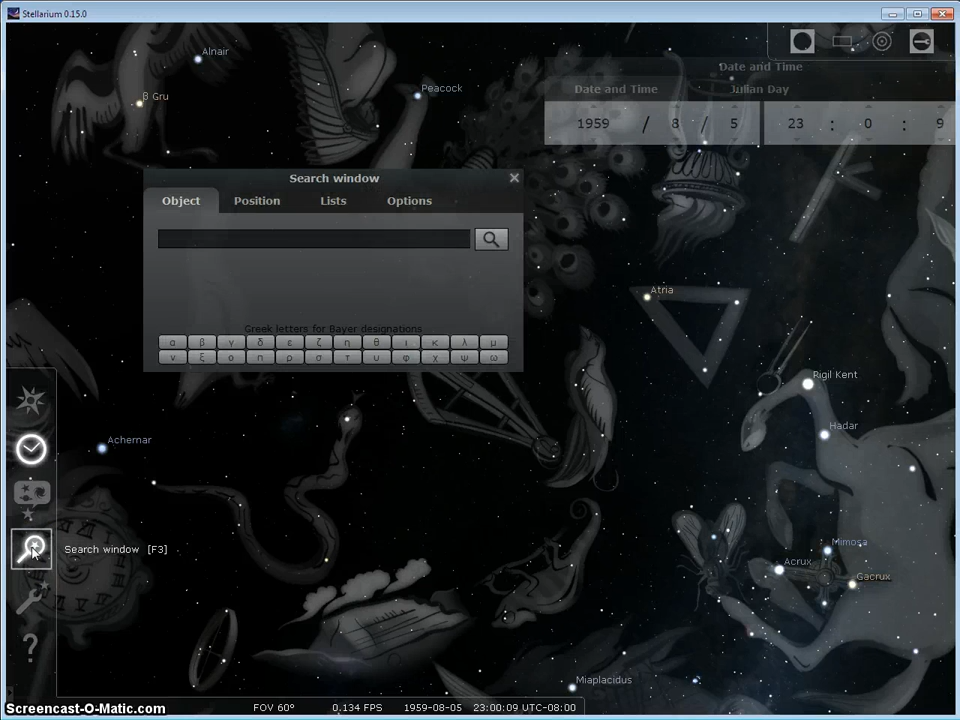 Stellarium 0.15.0
Alnair
β Gru
Peacock
Date and Time
Date and Time Julian Day
1959 / 8 / 5 23 : 0 : 9
Search window
Object Position Lists Options
Greek letters for Bayer designations
α β γ δ ε ζ η θ ι κ λ μ
ν ξ ο π ρ σ τ υ φ χ ψ ω
Atria
Rigil Kent
Hadar
Achernar
Search window [F3]
Mimosa
Acrux
Gacrux
Miaplacidus
FOV 60° 0.134 FPS 1959-08-05 23:00:09 UTC-08:00
Screencast-O-Matic.com